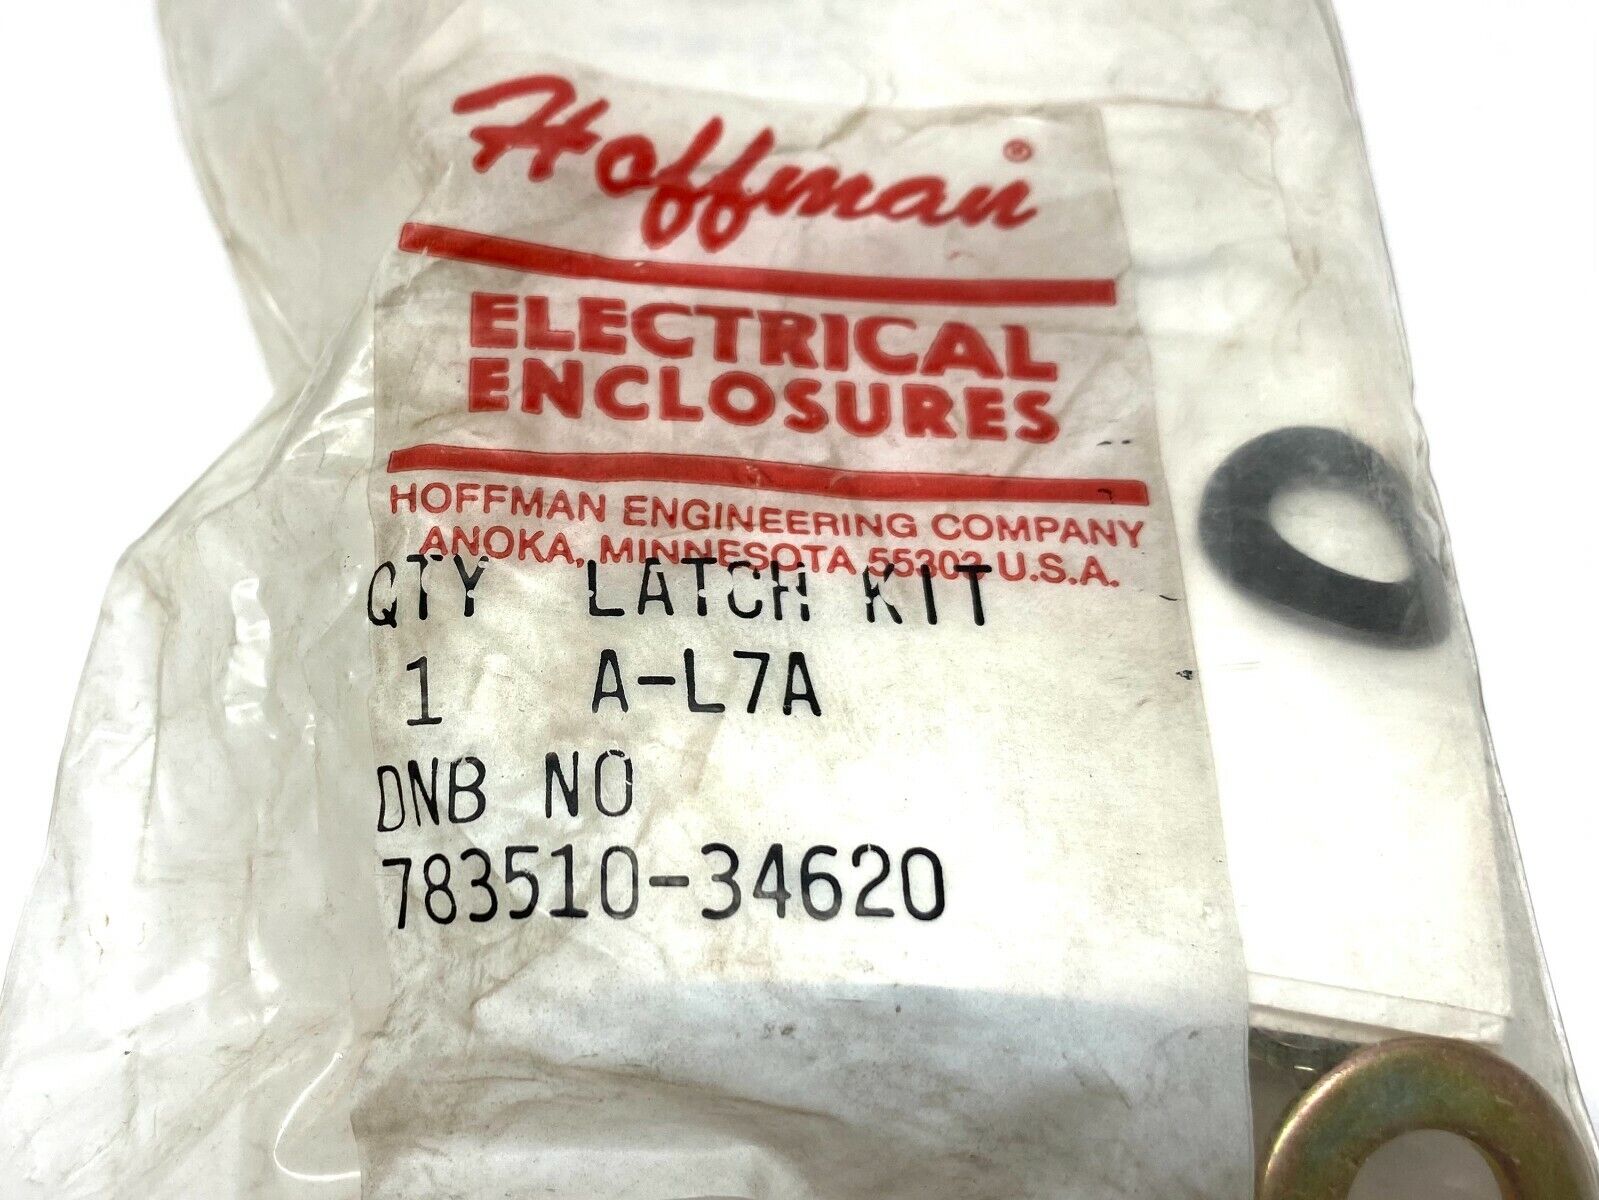 Hoffman®
ELECTRICAL
ENCLOSURES
HOFFMAN ENGINEERING COMPANY
ANOKA, MINNESOTA 55303 U.S.A.
QTY LATCH KIT
1 A-L7A
DNB NO
783510-34620